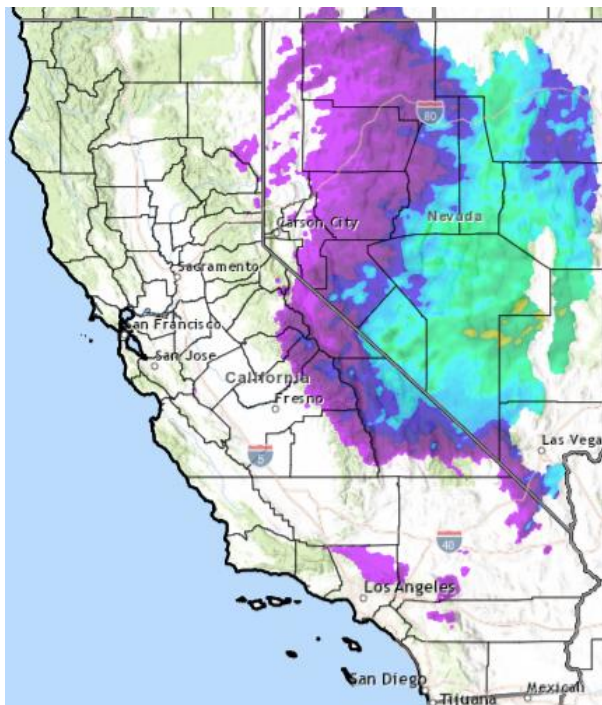 80
Carson City
Nevada
Sacramento
San Francisco
San Jose
California
Fresno
5
Las Vega
40
Los Angeles
San Diego
Tijuana
Mexicali